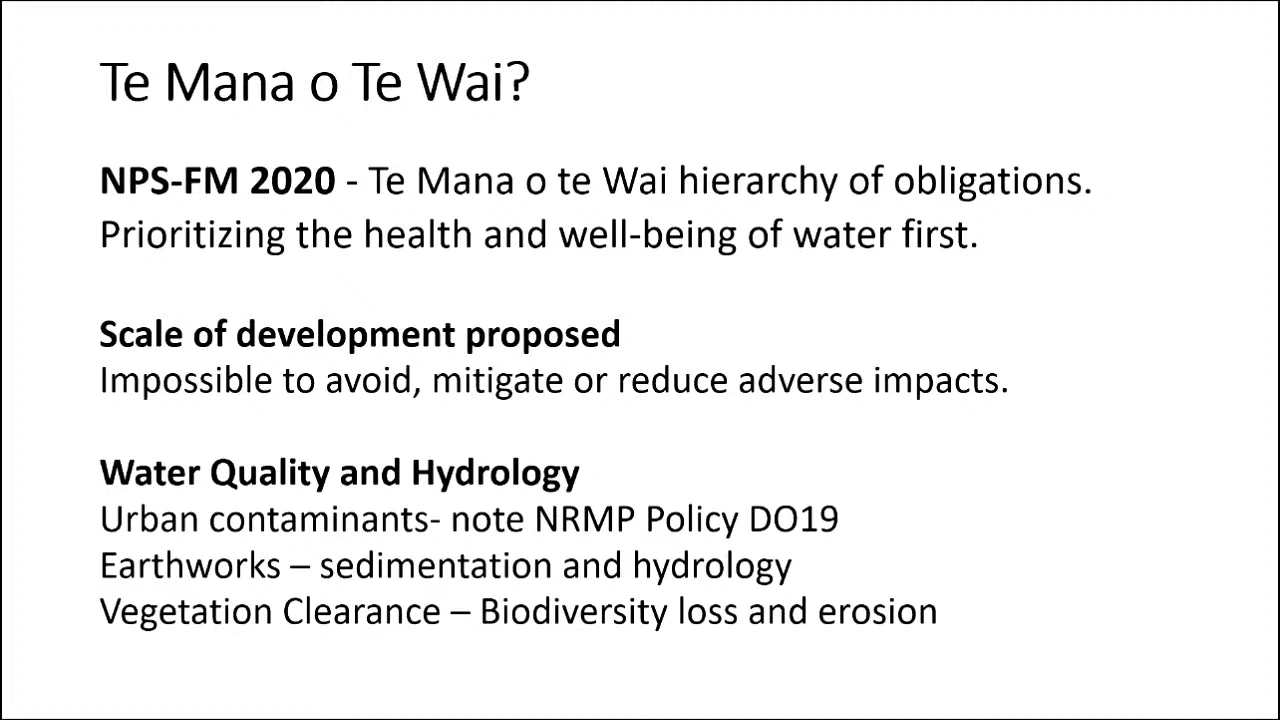 Te Mana o Te Wai?
NPS-FM 2020 - Te Mana o te Wai hierarchy of obligations.
Prioritizing the health and well-being of water first.
Scale of development proposed
Impossible to avoid, mitigate or reduce adverse impacts.
Water Quality and Hydrology
Urban contaminants- note NRMP Policy DO19
Earthworks – sedimentation and hydrology
Vegetation Clearance – Biodiversity loss and erosion